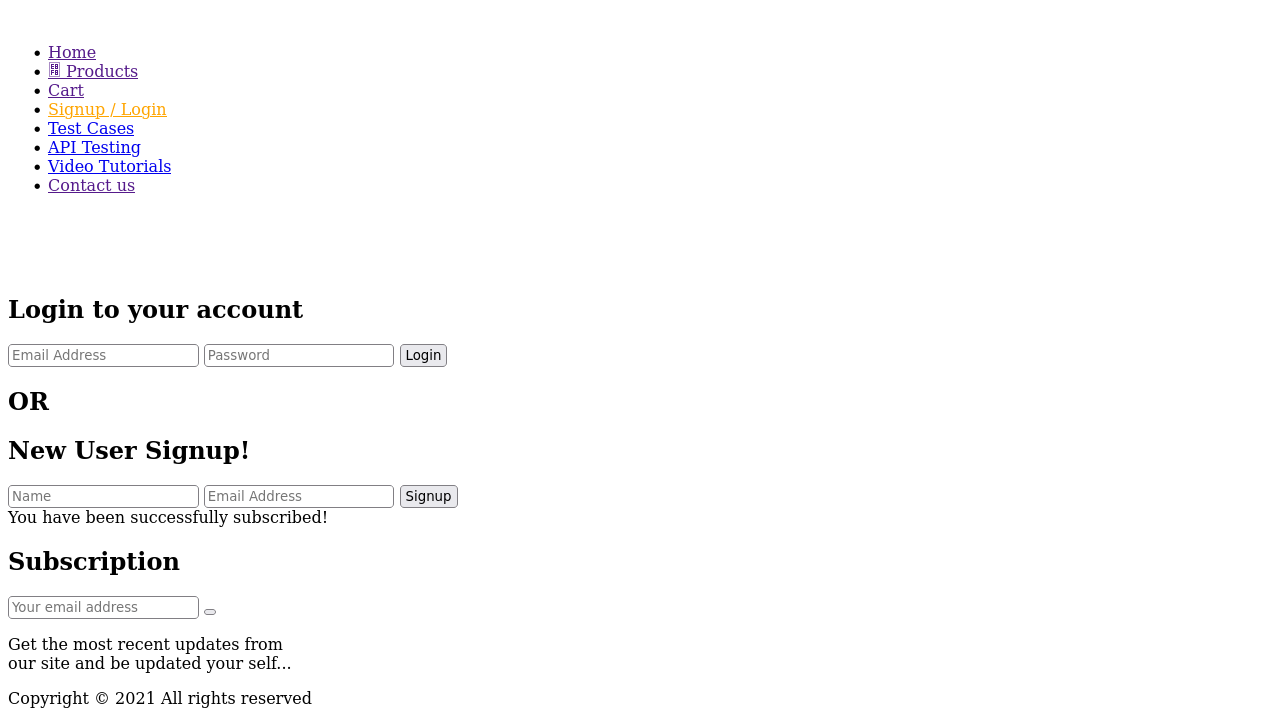 Home
Products
Cart
Signup / Login
Test Cases
API Testing
Video Tutorials
Contact us
Login to your account
Email Address Password Login
OR
New User Signup!
Name Email Address Signup
You have been successfully subscribed!
Subscription
Your email address
Get the most recent updates from
our site and be updated your self...
Copyright © 2021 All rights reserved